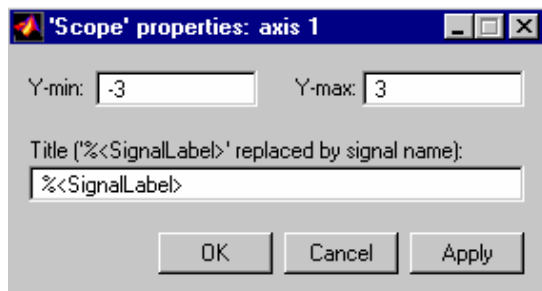 'Scope' properties: axis 1
Y-min: -3 Y-max: 3
Title ('%<SignalLabel>' replaced by signal name):
%<SignalLabel>
OK Cancel Apply